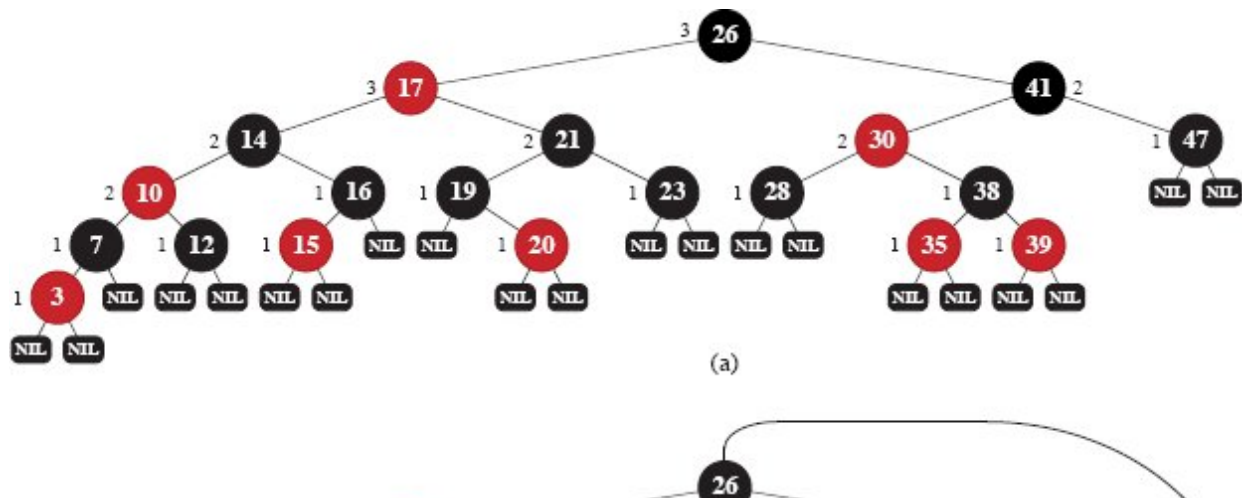 3 26
3 17 41 2
2 14 2 21 2 30 1 47
2 10 1 16 1 19 1 23 1 28 1 38 NIL NIL
1 7 1 12 1 15 NIL NIL 1 20 NIL NIL NIL NIL 1 35 1 39
1 3 NIL NIL NIL NIL NIL NIL NIL NIL NIL NIL NIL
NIL NIL
(a)
26